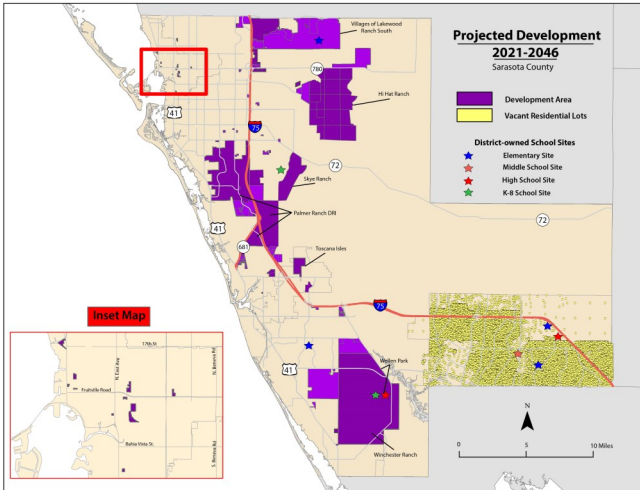 Projected Development
2021-2046
Sarasota County
Development Area
Vacant Residential Lots
District-owned School Sites
Elementary Site
Middle School Site
High School Site
K-8 School Site
Villages of Lakewood
Ranch South
780
Hi Hat Ranch
41
75
72
Skye Ranch
Palmer Ranch DRI
72
41
681
Toscana Isles
75
41
Wellen Park
Winchester Ranch
Inset Map
17th St
N East Ave
N. Beneva Rd
Fruitville Road
Bahia Vista St.
S. Beneva Rd
N
0 5 10 Miles